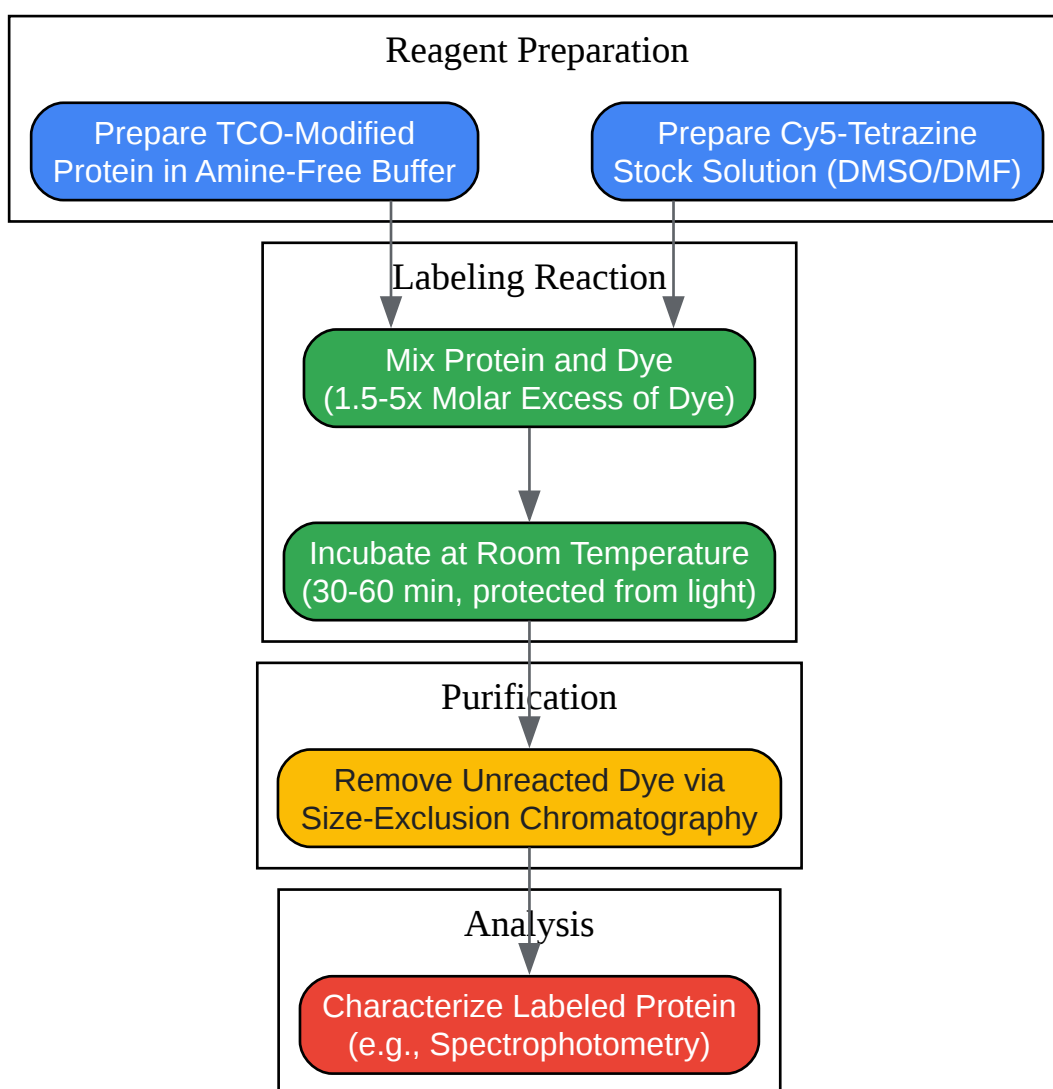 Reagent Preparation
Prepare TCO-Modified
Protein in Amine-Free Buffer
Prepare Cy5-Tetrazine
Stock Solution (DMSO/DMF)
Labeling Reaction
Mix Protein and Dye
(1.5-5x Molar Excess of Dye)
Incubate at Room Temperature
(30-60 min, protected from light)
Purification
Remove Unreacted Dye via
Size-Exclusion Chromatography
Analysis
Characterize Labeled Protein
(e.g., Spectrophotometry)